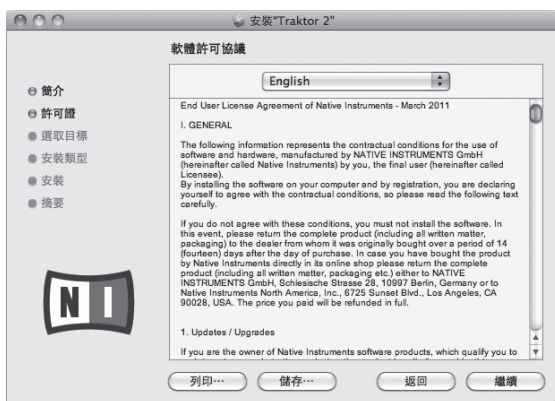 安裝“Traktor 2”
軟體許可協議
English
簡介
許可證
選取目標
安裝類型
安裝
摘要
NI
End User License Agreement of Native Instruments - March 2011
I. GENERAL
The following information represents the contractual conditions for the use of
software and hardware, manufactured by NATIVE INSTRUMENTS GmbH
(hereinafter called Native Instruments) by you, the final user (hereinafter called
Licensee).
By installing the software on your computer and by registration, you are declaring
yourself to agree with the contractual conditions, so please read the following text
carefully.
If you do not agree with these conditions, you must not install the software. In
this event, please return the complete product (including all written matter,
packaging) to the dealer from whom it was originally bought over a period of 14
(fourteen) days after the day of purchase. In case you have bought the product
by Native Instruments directly in its online shop please return the complete
product (including all written matter, packaging etc.) either to NATIVE
INSTRUMENTS GmbH, Schlesische Strasse 28, 10997 Berlin, Germany or to
Native Instruments North America, Inc., 6725 Sunset Blvd., Los Angeles, CA
90028, USA. The price you paid will be refunded in full.
1. Updates / Upgrades
If you are the owner of Native Instruments software products, which qualify you to
列印…
儲存…
返回
繼續